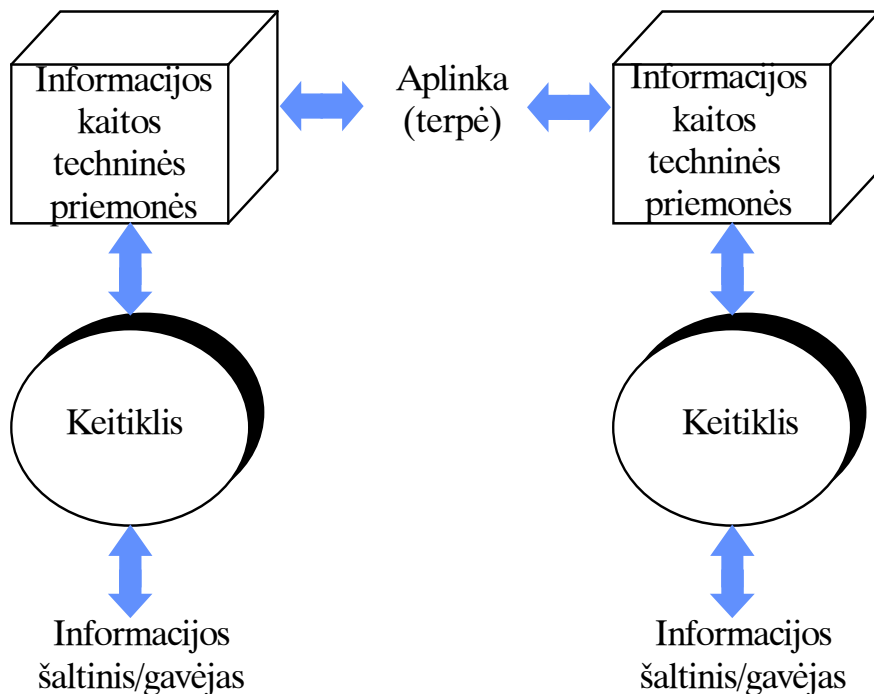 Informacijos
kaitos
techninės
priemonės
Aplinka
(terpė)
Informacijos
kaitos
techninės
priemonės
Keitiklis
Keitiklis
Informacijos
šaltinis/gavėjas
Informacijos
šaltinis/gavėjas